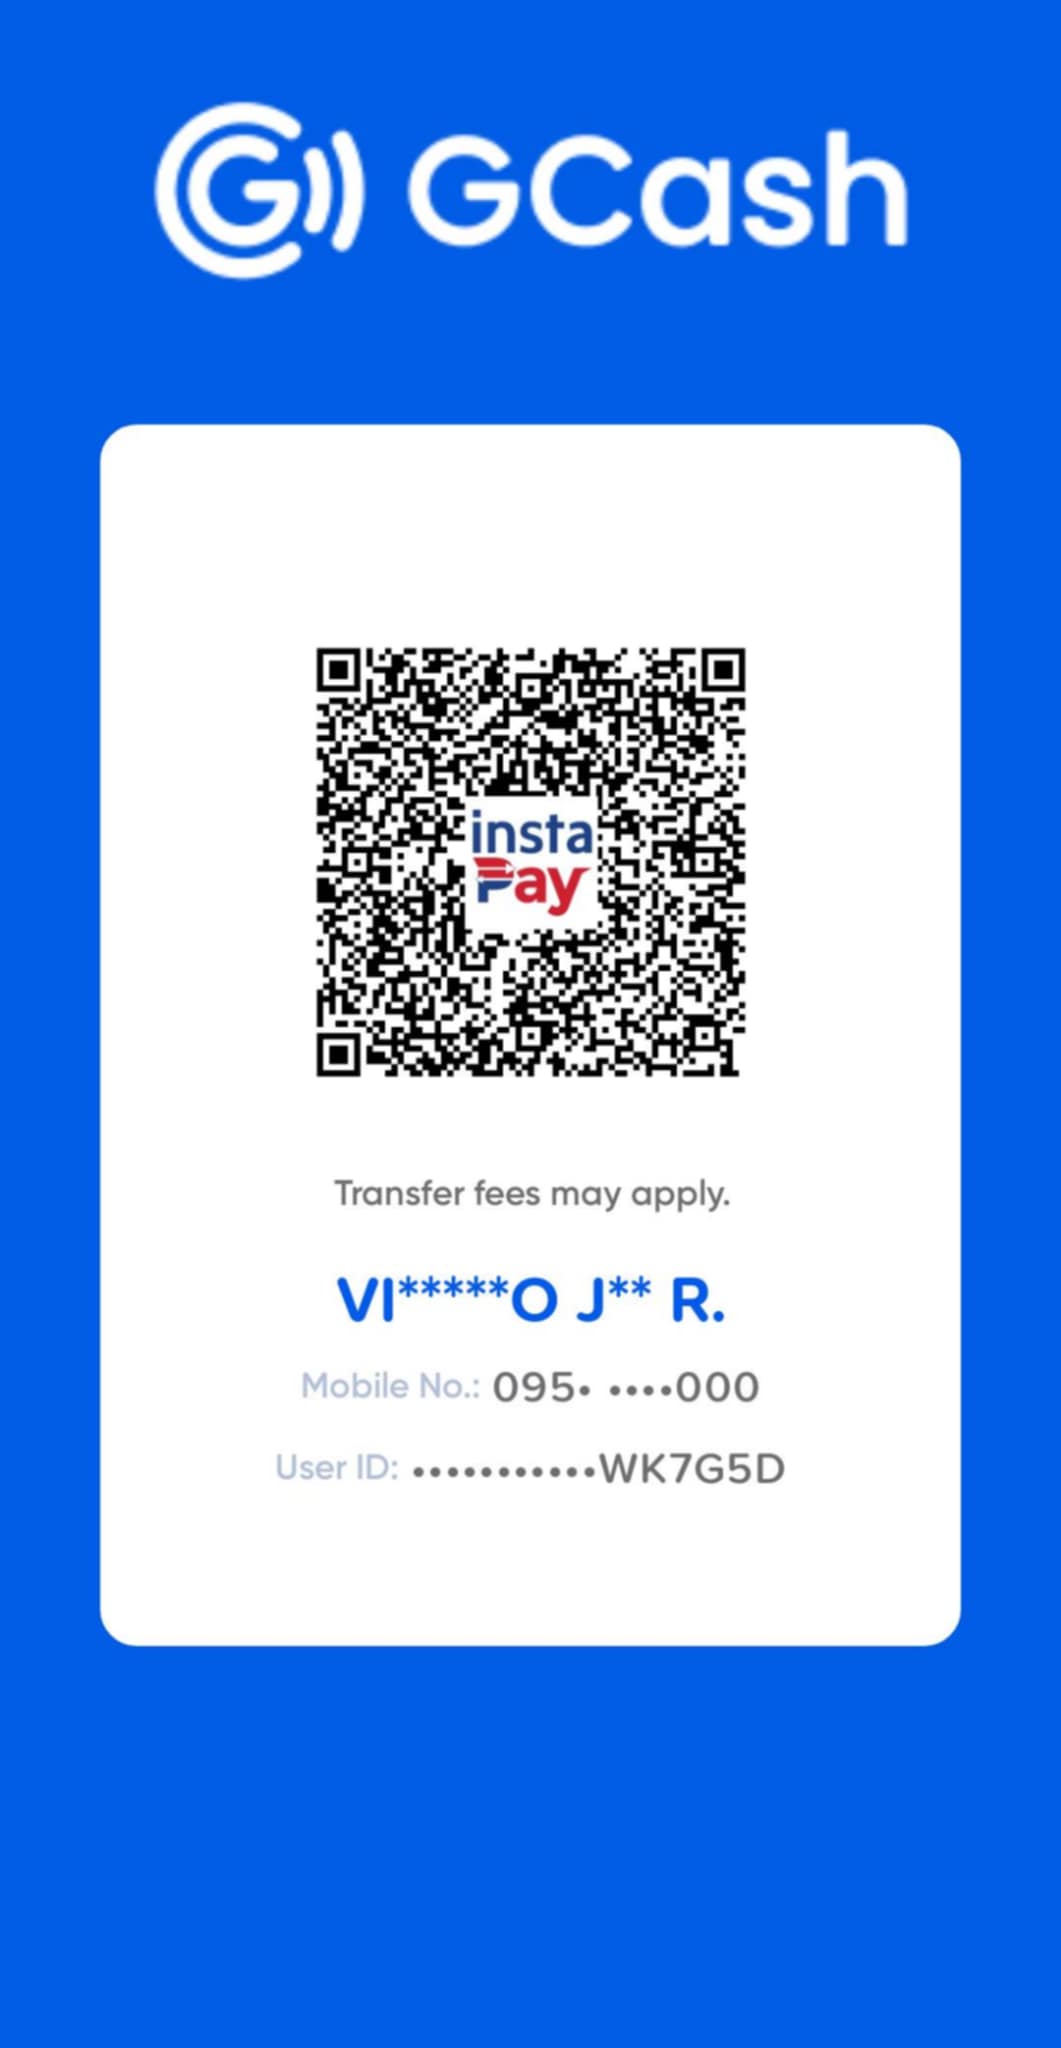 GCash
insta
Pay
Transfer fees may apply.
VI*****O J** R.
Mobile No.: 095• ••••000
User ID: •••••••••••WK7G5D